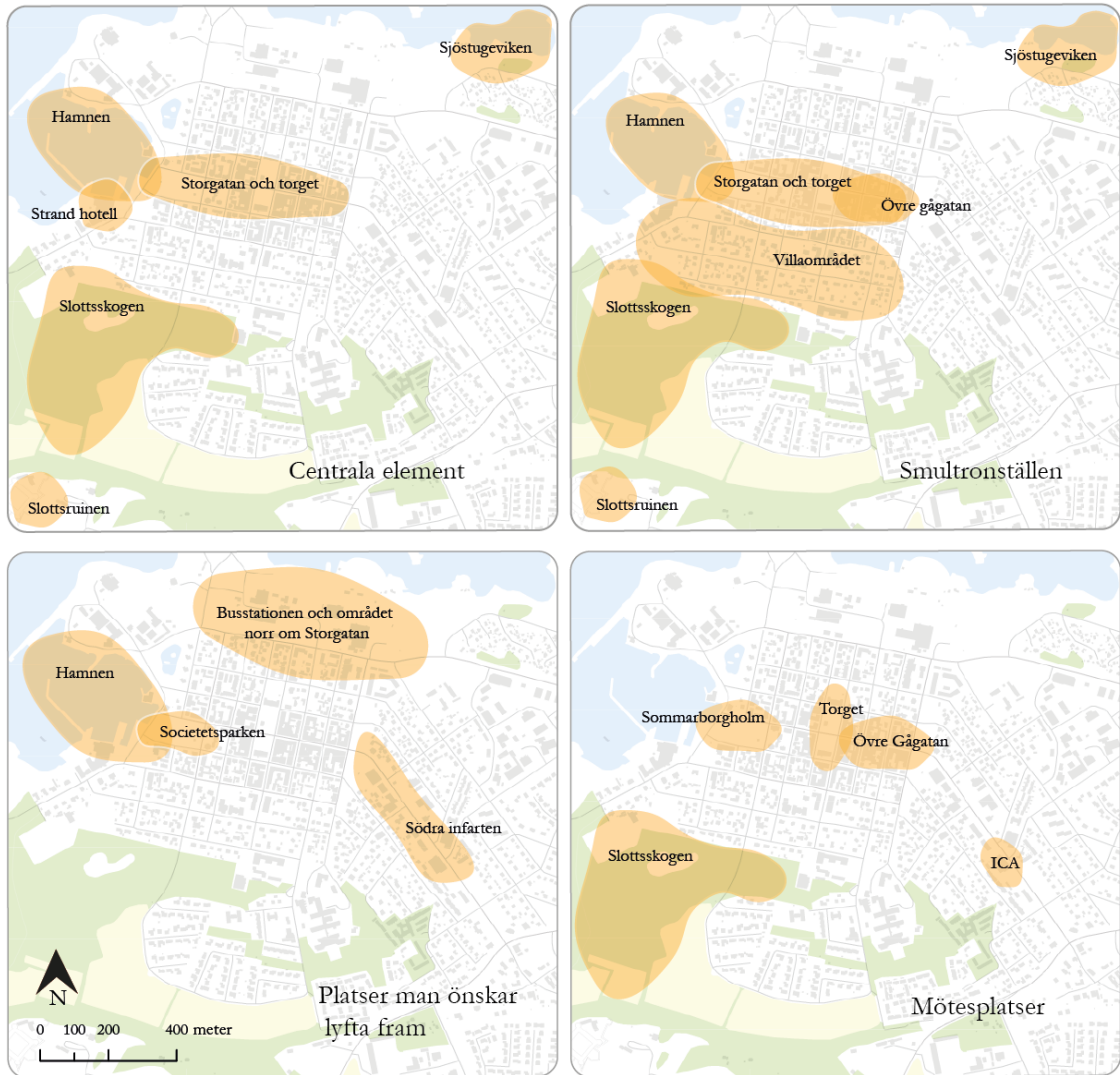 Sjöstugeviken
Hamnen
Storgatan och torget
Strand hotell
Slottsskogen
Centrala element
Slottsruinen
Sjöstugeviken
Hamnen
Storgatan och torget
Övre gågatan
Villaområdet
Slottsskogen
Smultronställen
Slottsruinen
Busstationen och området
norr om Storgatan
Hamnen
Societetsparken
Södra infarten
Platser man önskar
lyfta fram
N
0 100 200 400 meter
Sommarborgholm
Torget
Övre Gågatan
Slottsskogen
ICA
Mötesplatser